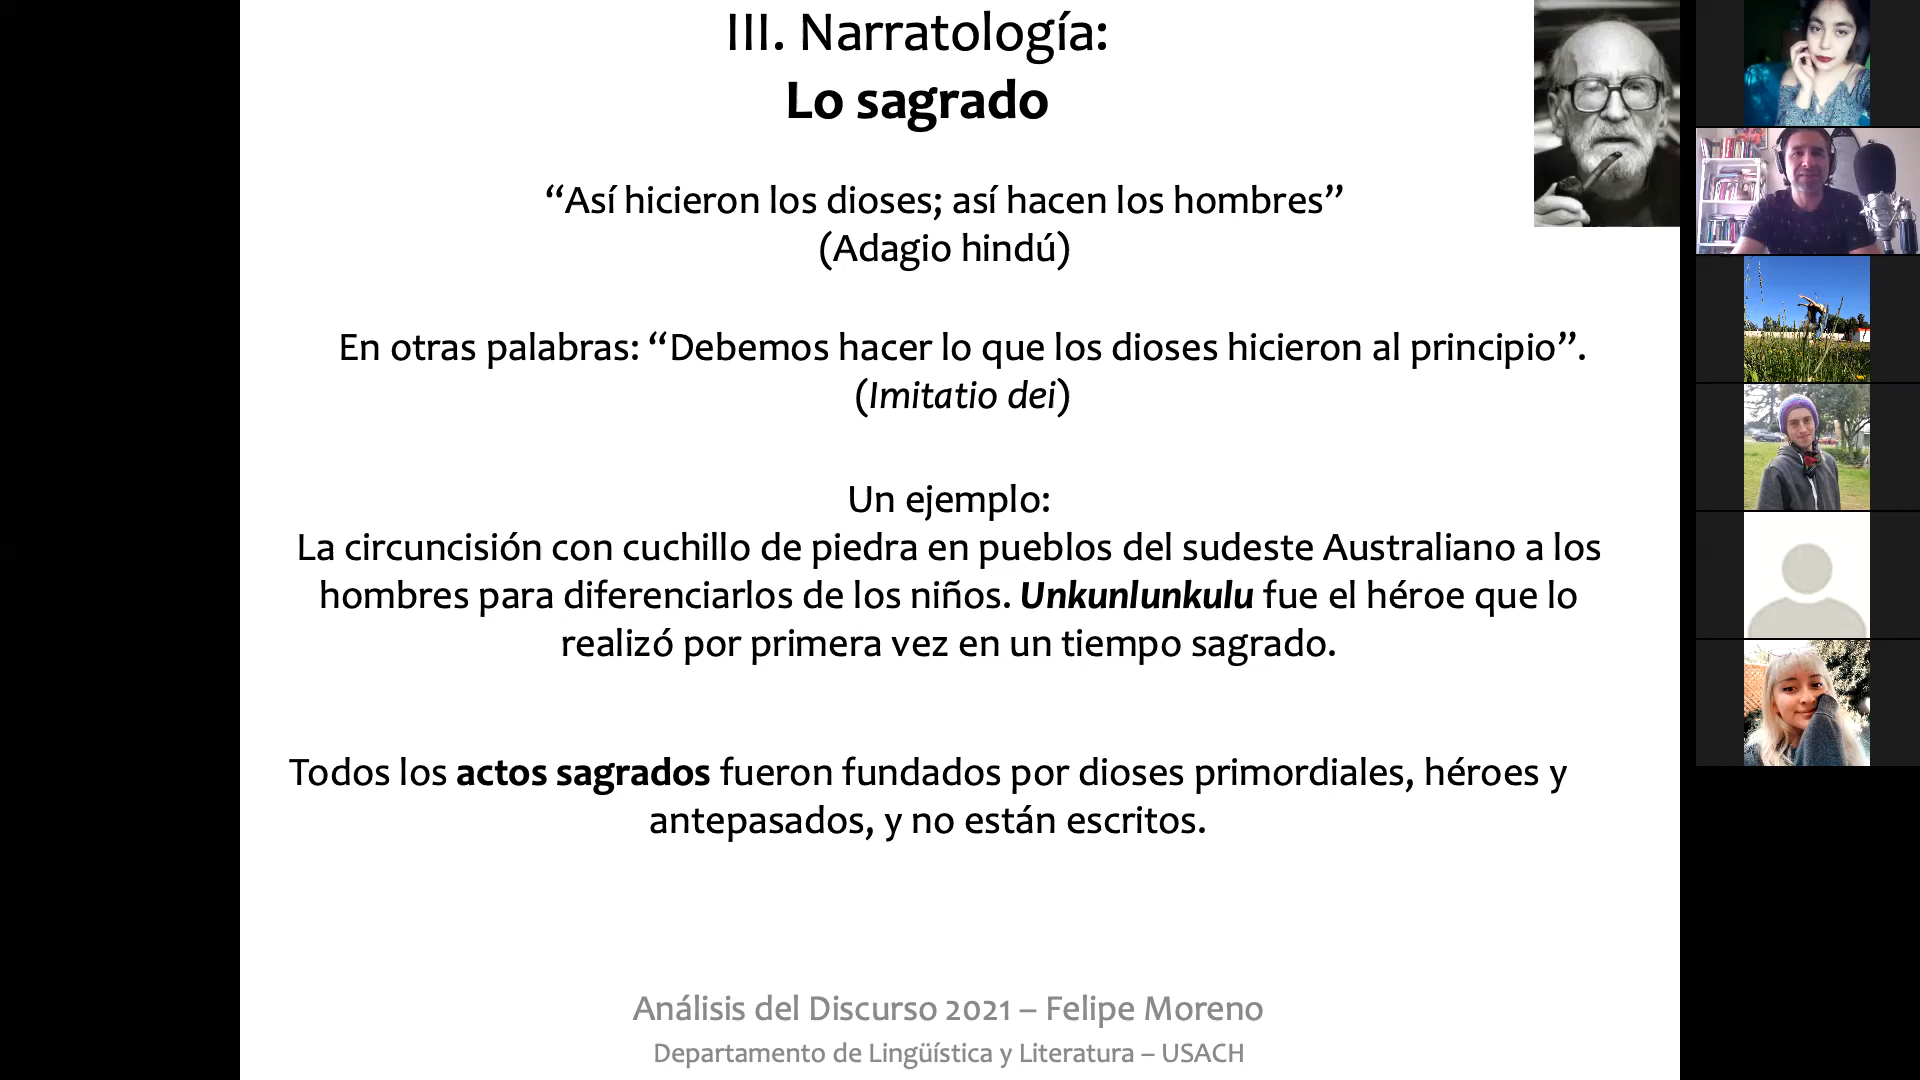 III. Narratología:
Lo sagrado
“Así hicieron los dioses; así hacen los hombres”
(Adagio hindú)
En otras palabras: “Debemos hacer lo que los dioses hicieron al principio”.
(Imitatio dei)
Un ejemplo:
La circuncisión con cuchillo de piedra en pueblos del sudeste Australiano a los
hombres para diferenciarlos de los niños. Unkunlunkulu fue el héroe que lo
realizó por primera vez en un tiempo sagrado.
Todos los actos sagrados fueron fundados por dioses primordiales, héroes y
antepasados, y no están escritos.
Análisis del Discurso 2021 – Felipe Moreno
Departamento de Lingüística y Literatura – USACH